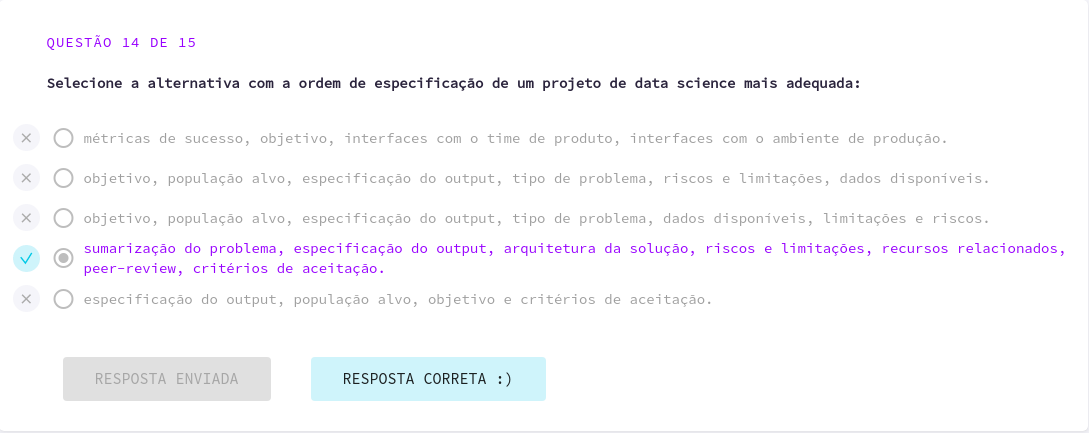 QUESTÃO 14 DE 15
Selecione a alternativa com a ordem de especificação de um projeto de data science mais adequada:
métricas de sucesso, objetivo, interfaces com o time de produto, interfaces com o ambiente de produção.
objetivo, população alvo, especificação do output, tipo de problema, riscos e limitações, dados disponíveis.
objetivo, população alvo, especificação do output, tipo de problema, dados disponíveis, limitações e riscos.
sumarização do problema, especificação do output, arquitetura da solução, riscos e limitações, recursos relacionados,
peer-review, critérios de aceitação.
especificação do output, população alvo, objetivo e critérios de aceitação.
RESPOSTA ENVIADA
RESPOSTA CORRETA :)